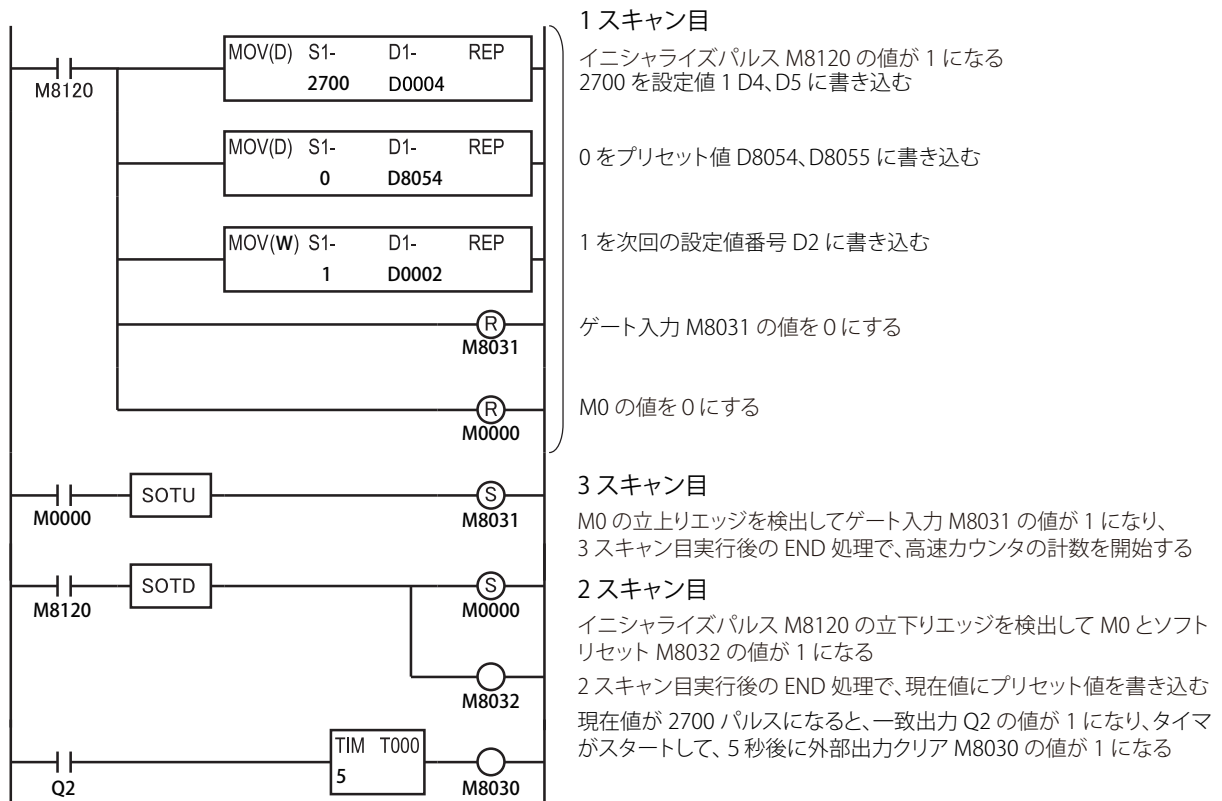 1 スキャン目
MOV(D) S1- D1- REP
2700 D0004
M8120
イニシャライズパルス M8120 の値が 1 になる
2700 を設定値 1 D4、D5 に書き込む
MOV(D) S1- D1- REP
0 D8054
0 をプリセット値 D8054、D8055 に書き込む
MOV(W) S1- D1- REP
1 D0002
1 を次回の設定値番号 D2 に書き込む
R
M8031
ゲート入力 M8031 の値を 0 にする
R
M0000
M0 の値を 0 にする
M0000
SOTU
S
M8031
3 スキャン目
M0 の立上りエッジを検出してゲート入力 M8031 の値が 1 になり、
3 スキャン目実行後の END 処理で、高速カウンタの計数を開始する
M8120
SOTD
S
M0000
M8032
2 スキャン目
イニシャライズパルス M8120 の立下りエッジを検出して M0 とソフト
リセット M8032 の値が 1 になる
2 スキャン目実行後の END 処理で、現在値にプリセット値を書き込む
Q2
TIM T000
5
M8030
現在値が 2700 パルスになると、一致出力 Q2 の値が 1 になり、タイマ
がスタートして、5 秒後に外部出力クリア M8030 の値が 1 になる